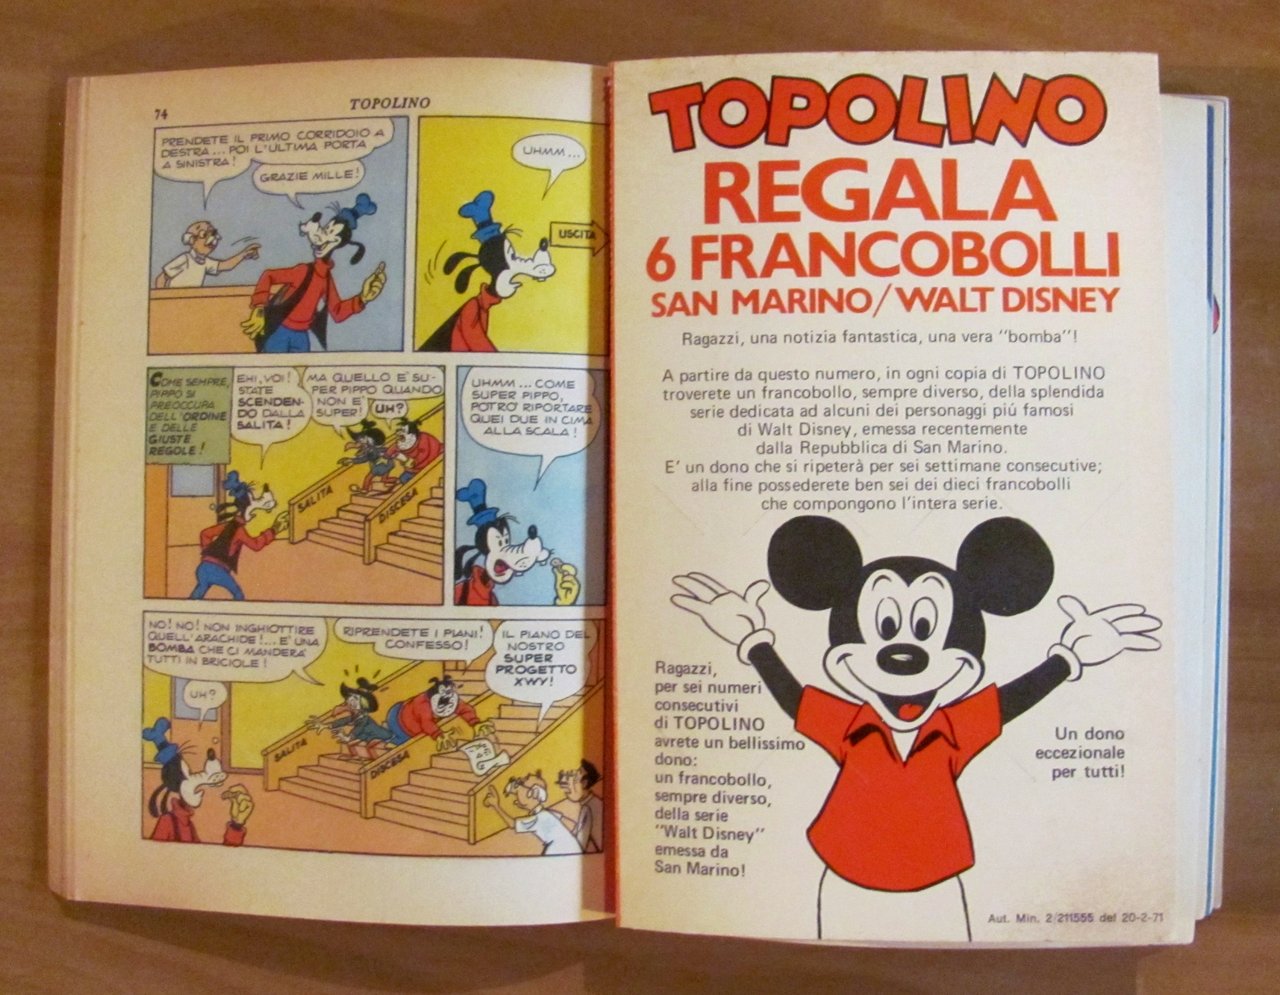 74
TOPOLINO
PRENDETE IL PRIMO CORRIDOIO A
DESTRA... POI L'ULTIMA PORTA
A SINISTRA!
GRAZIE MILLE!
UHMM...
USCITA
COME SEMPRE,
PIPPO SI
PREOCCUPA
DELL'ORDINE
E DELLE
GIUSTE
REGOLE!
EHI, VOI!
STATE
SCENDEN-
DO DALLA
SALITA!
MA QUELLO E' SU-
PER PIPPO QUANDO
NON E'
SUPER!
UH?
SALITA
DISCESA
UHMM... COME
SUPER PIPPO,
POTRO' RIPORTARE
QUEI DUE IN CIMA
ALLA SCALA!
NO! NO! NON INGHIOTTIRE
QUELL'ARACHIDE!... E' UNA
BOMBA CHE CI MANDERA'
TUTTI IN BRICIOLE!
UH?
RIPRENDETE I PIANI!
CONFESSO!
IL PIANO DEL
NOSTRO
SUPER
PROGETTO
XWY!
SALITA
DISCESA
TOPOLINO
REGALA
6 FRANCOBOLLI
SAN MARINO/WALT DISNEY
Ragazzi, una notizia fantastica, una vera "bomba"!
A partire da questo numero, in ogni copia di TOPOLINO
troverete un francobollo, sempre diverso, della splendida
serie dedicata ad alcuni dei personaggi piú famosi
di Walt Disney, emessa recentemente
dalla Repubblica di San Marino.
E' un dono che si ripeterà per sei settimane consecutive;
alla fine possederete ben sei dei dieci francobolli
che compongono l'intera serie.
Ragazzi,
per sei numeri
consecutivi
di TOPOLINO
avrete un bellissimo
dono:
un francobollo,
sempre diverso,
della serie
"Walt Disney"
emessa da
San Marino!
Un dono
eccezionale
per tutti!
Aut. Min. 2/211555 del 20-2-71